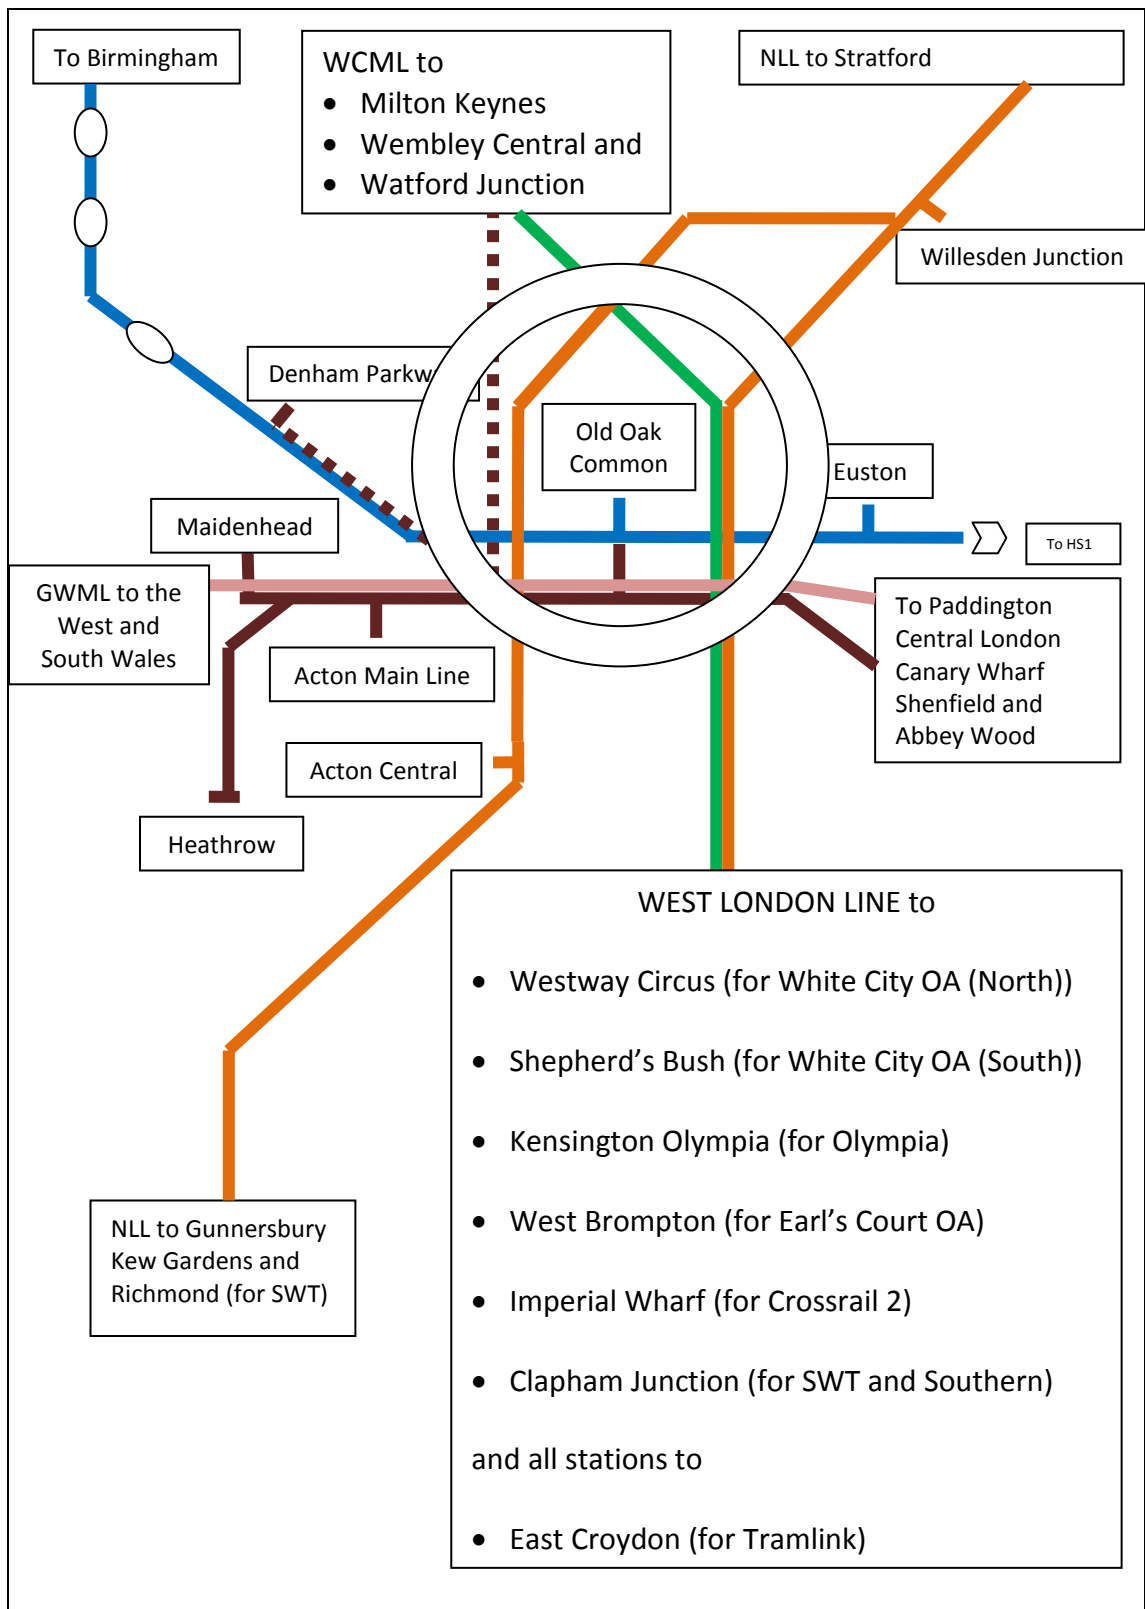 To Birmingham
WCML to
• Milton Keynes
• Wembley Central and
• Watford Junction
NLL to Stratford
Willesden Junction
Denham Parkw
Old Oak
Common
Euston
Maidenhead
To HS1
GWML to the
West and
South Wales
To Paddington
Central London
Canary Wharf
Shenfield and
Abbey Wood
Acton Main Line
Acton Central
Heathrow
WEST LONDON LINE to
• Westway Circus (for White City OA (North))
• Shepherd’s Bush (for White City OA (South))
• Kensington Olympia (for Olympia)
• West Brompton (for Earl’s Court OA)
• Imperial Wharf (for Crossrail 2)
• Clapham Junction (for SWT and Southern)
and all stations to
• East Croydon (for Tramlink)
NLL to Gunnersbury
Kew Gardens and
Richmond (for SWT)